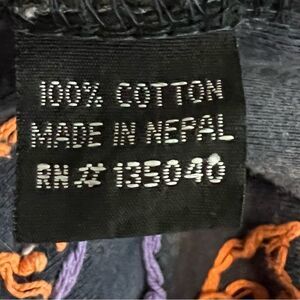 100% COTTON
MADE IN NEPAL
RN # 135040